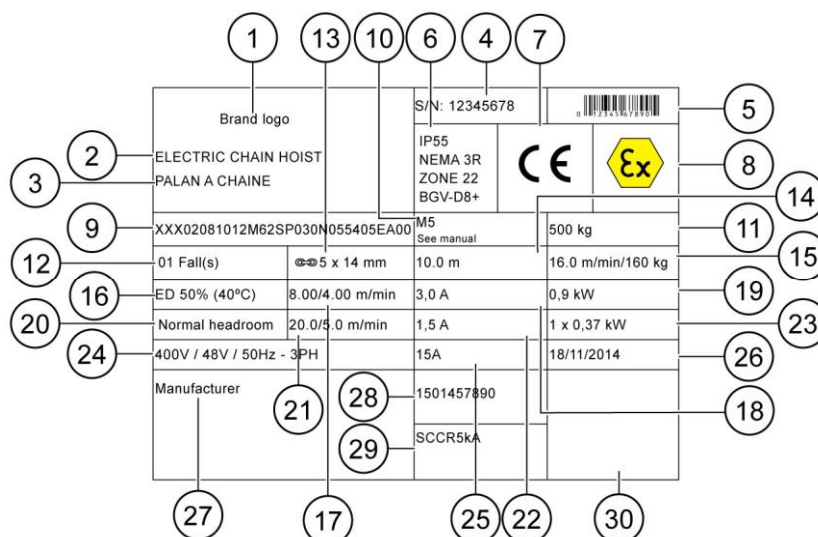 1
13
10
6
4
7
S/N: 12345678
0 1234567890
5
Brand logo
2
ELECTRIC CHAIN HOIST
3
PALAN A CHAINE
IP55
NEMA 3R
ZONE 22
BGV-D8+
CE
Ex
8
14
9
XXX02081012M62SP030N055405EA00
M5
See manual
500 kg
11
12
01 Fall(s)
5 x 14 mm
10.0 m
16.0 m/min/160 kg
15
16
ED 50% (40ºC)
8.00/4.00 m/min
3,0 A
0,9 kW
19
20
Normal headroom
20.0/5.0 m/min
1,5 A
1 x 0,37 kW
23
24
400V / 48V / 50Hz - 3PH
15A
18/11/2014
26
Manufacturer
21
28
1501457890
18
29
SCCR5kA
27
17
25
22
30